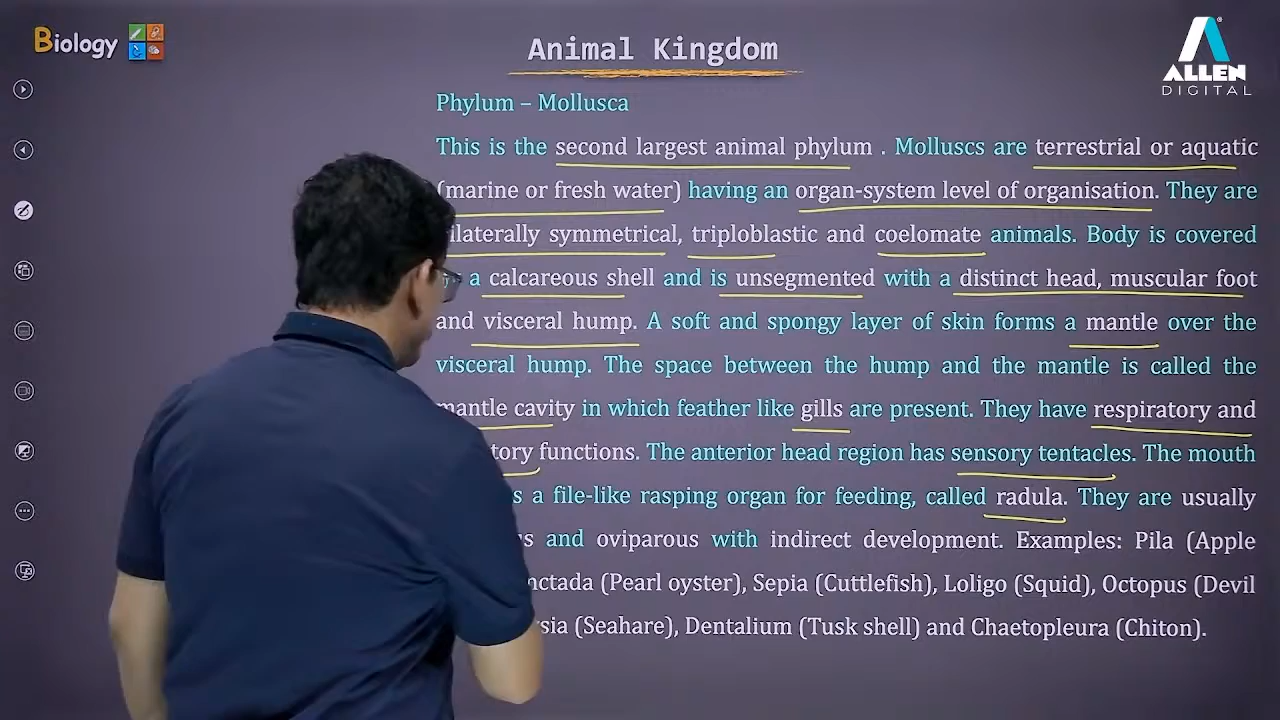 Biology
Animal Kingdom
ALLEN
DIGITAL
Phylum – Mollusca
This is the second largest animal phylum . Molluscs are terrestrial or aquatic
(marine or fresh water) having an organ-system level of organisation. They are
symmetrical, triploblastic and coelomate animals. Body is covered
a calcareous shell and is unsegmented with a distinct head, muscular foot
and visceral hump. A soft and spongy layer of skin forms a mantle over the
visceral hump. The space between the hump and the mantle is called the
mantle cavity in which feather like gills are present. They have respiratory and
functions. The anterior head region has sensory tentacles. The mouth
a file-like rasping organ for feeding, called radula. They are usually
and oviparous with indirect development. Examples: Pila (Apple
(Pearl oyster), Sepia (Cuttlefish), Loligo (Squid), Octopus (Devil
(Seahare), Dentalium (Tusk shell) and Chaetopleura (Chiton).